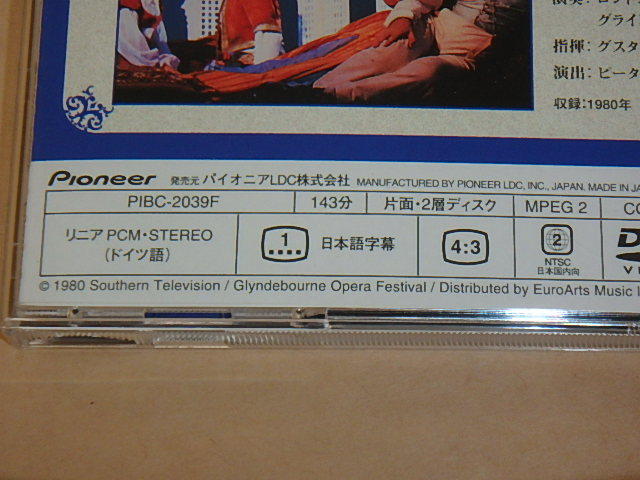 演奏:ロンドン
グライ
指揮:グスタ
演出:ピータ
収録:1980年
Pioneer 発売元 パイオニアLDC株式会社 MANUFACTURED BY PIONEER LDC, INC., JAPAN. MADE IN JA
PIBC-2039F 143分 片面・2層ディスク MPEG 2 CO
リニアPCM・STEREO
(ドイツ語)
1 日本語字幕
4:3
2
NTSC
日本国内向
© 1980 Southern Television / Glyndebourne Opera Festival / Distributed by EuroArts Music I